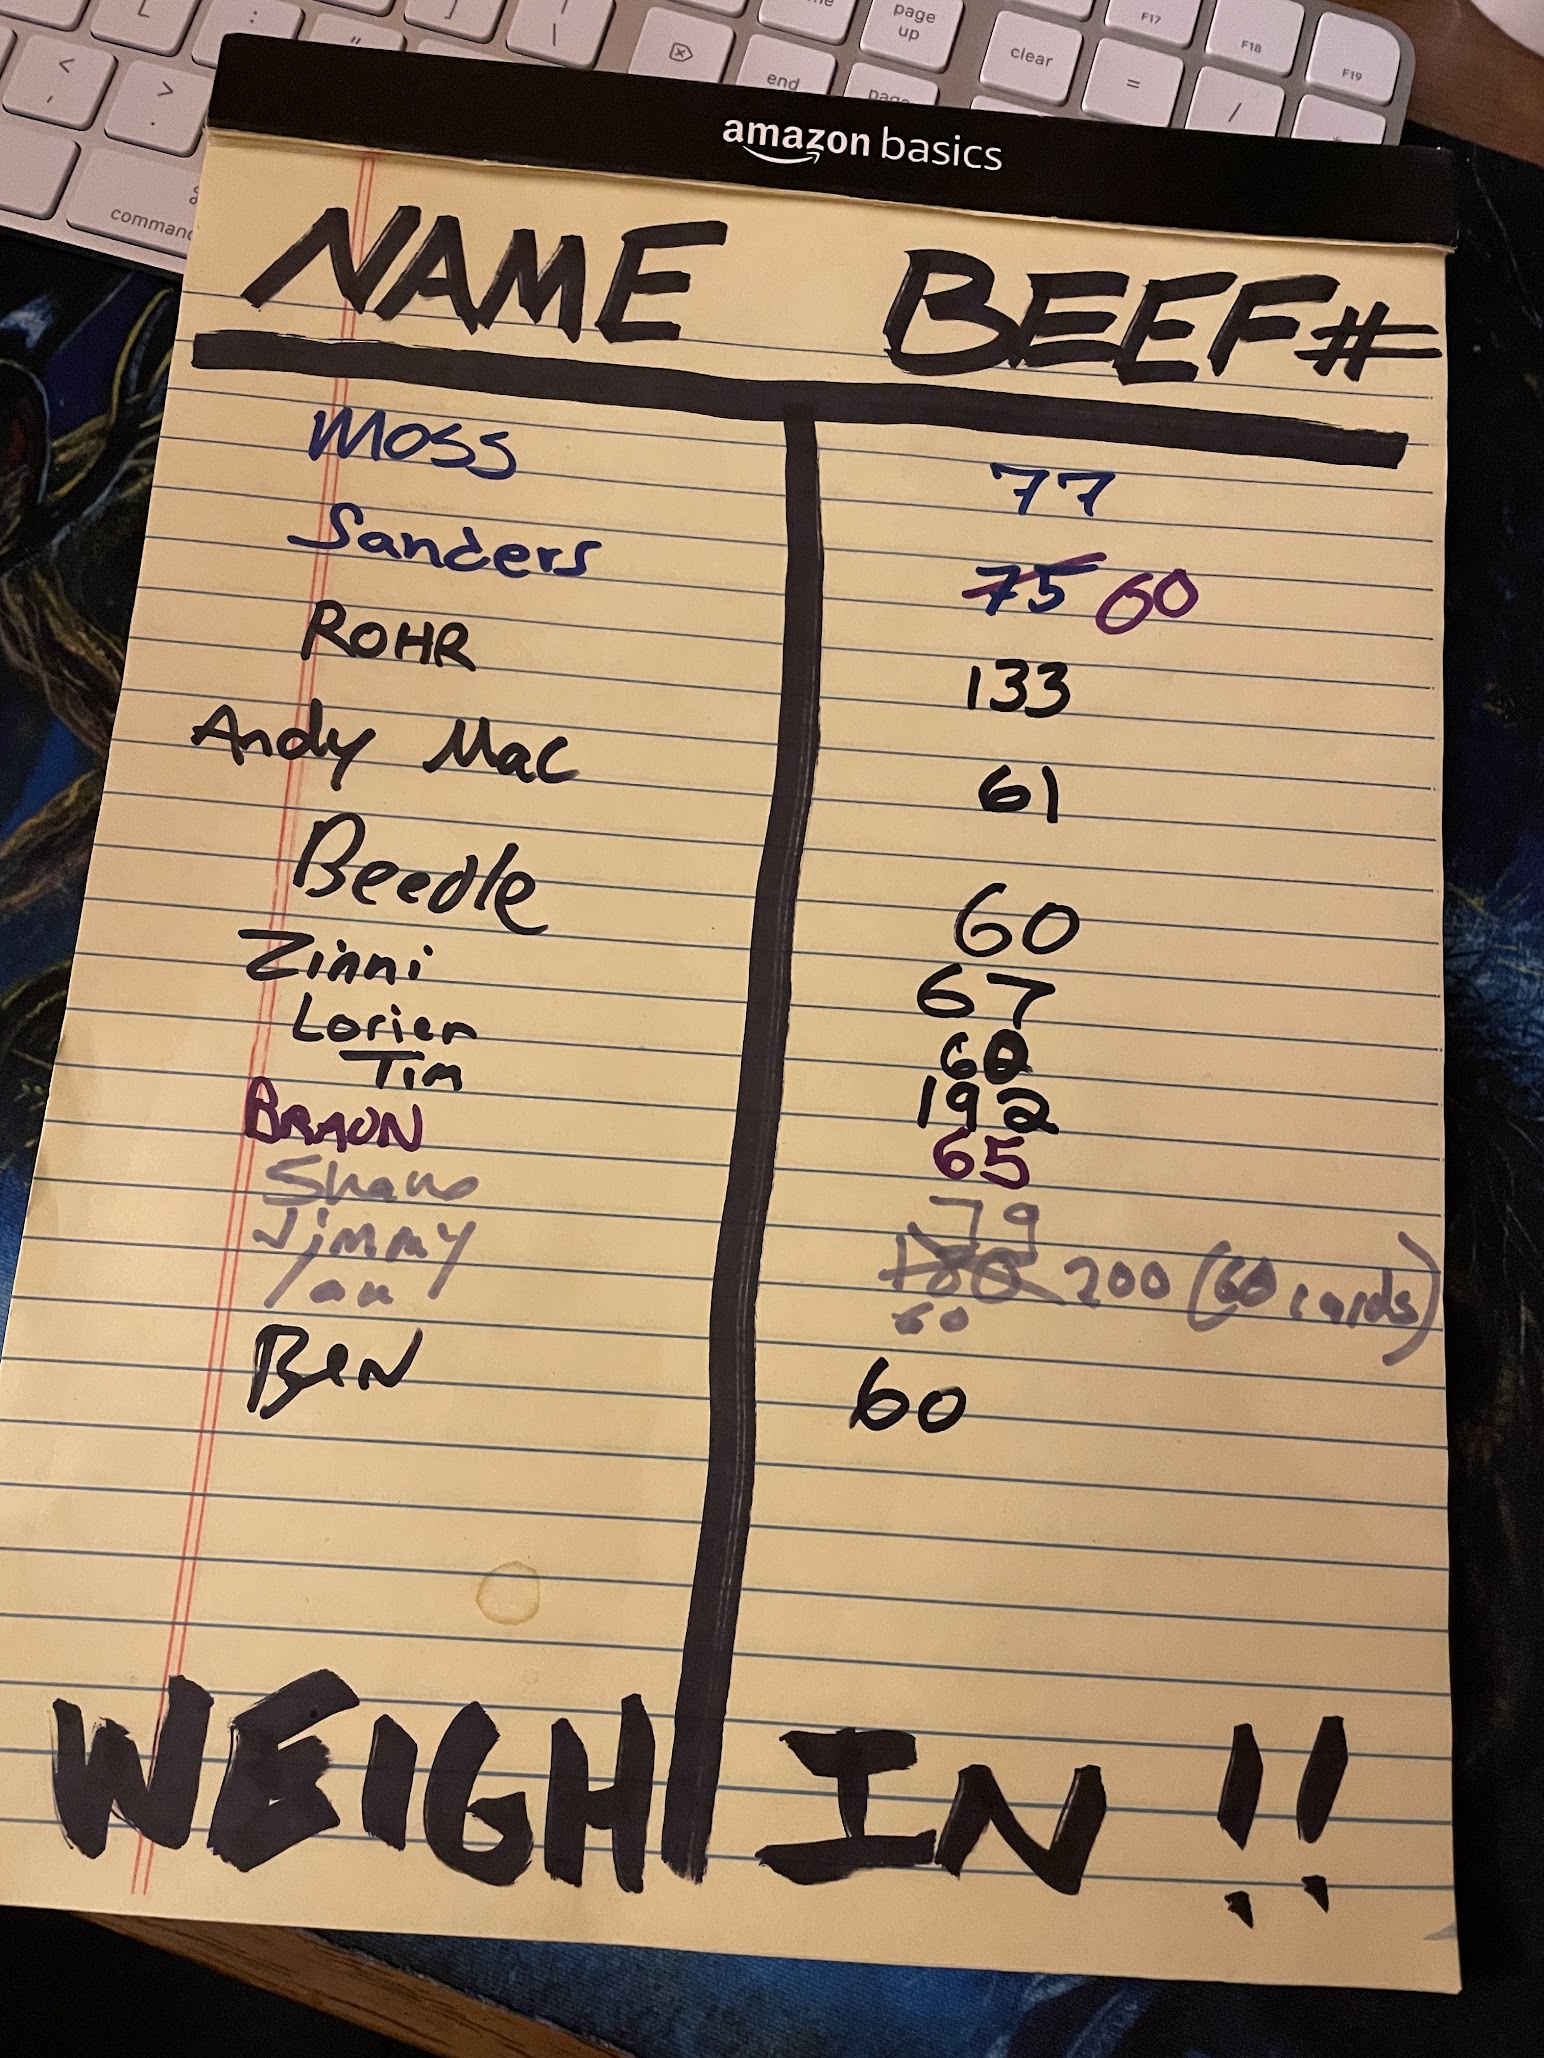 page up
clear
F17
F18
F19
end
=
/
command
amazon basics
NAME BEEF#
Moss 77
Sanders 75 60
ROHR 133
Andy Mac 61
Beedle 60
Zinni 67
Lorien 60
Tim 192
BRAUN 65
79
Jimmy 180 200 (60 cards)
Ian 60
BEN 60
WEIGH IN !!